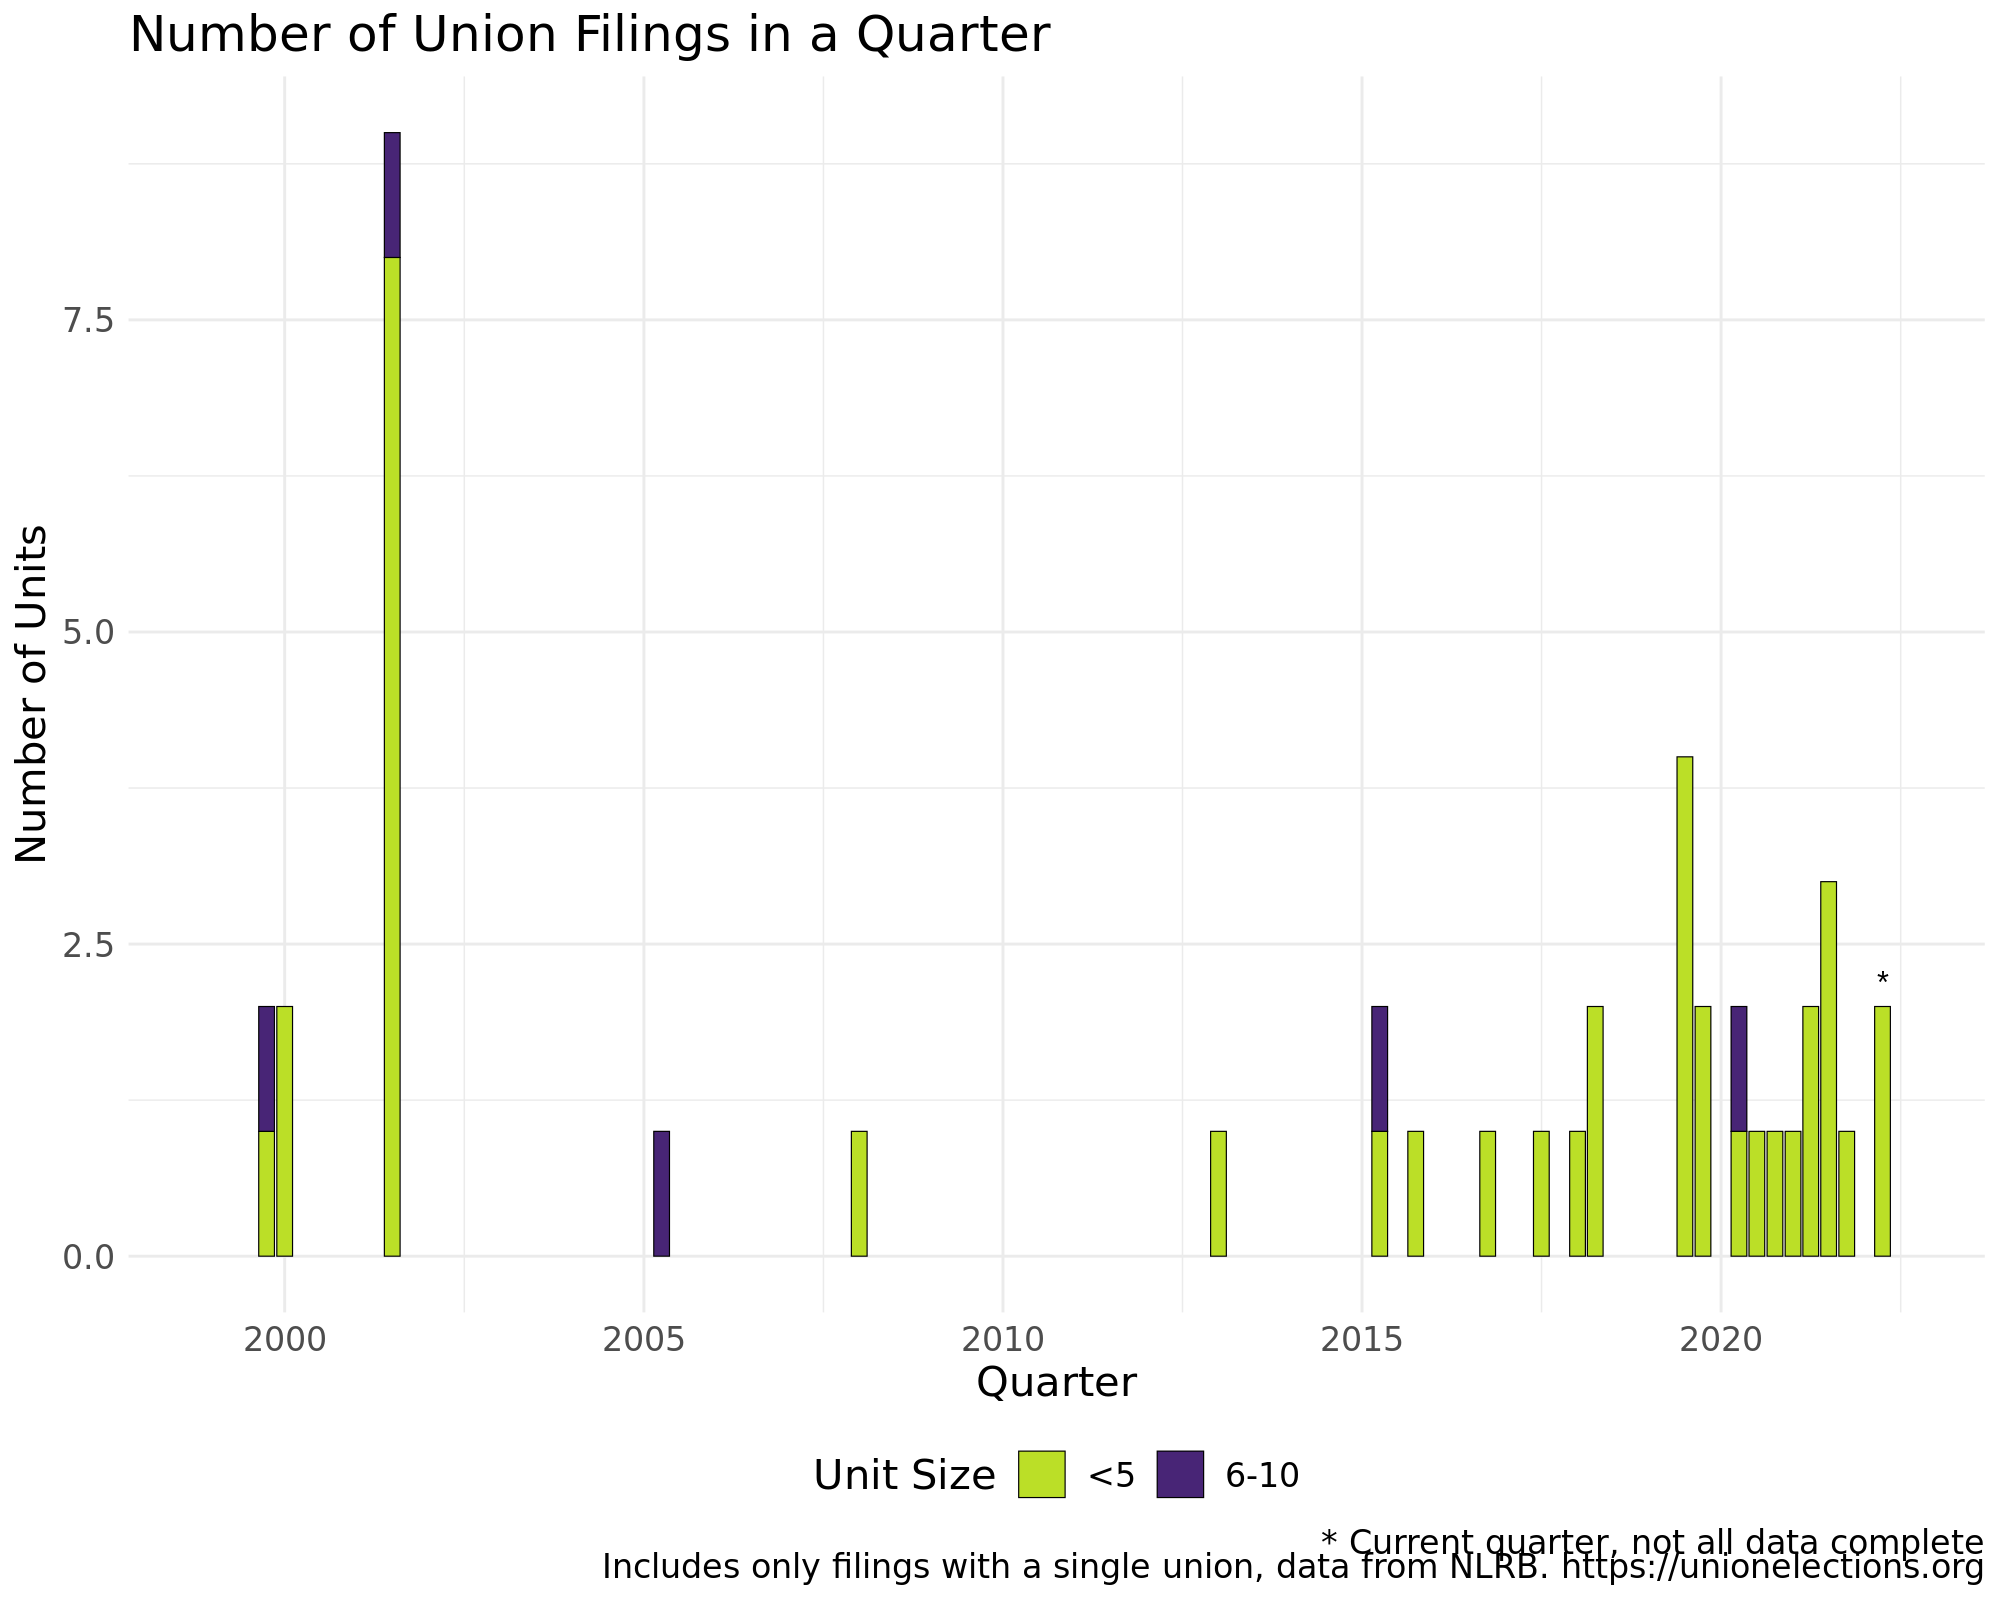 Number of Union Filings in a Quarter
Number of Units
7.5
5.0
2.5
0.0
*
2000 2005 2010 2015 2020
Quarter
Unit Size <5 6-10
* Current quarter, not all data complete
Includes only filings with a single union, data from NLRB. https://unionelections.org